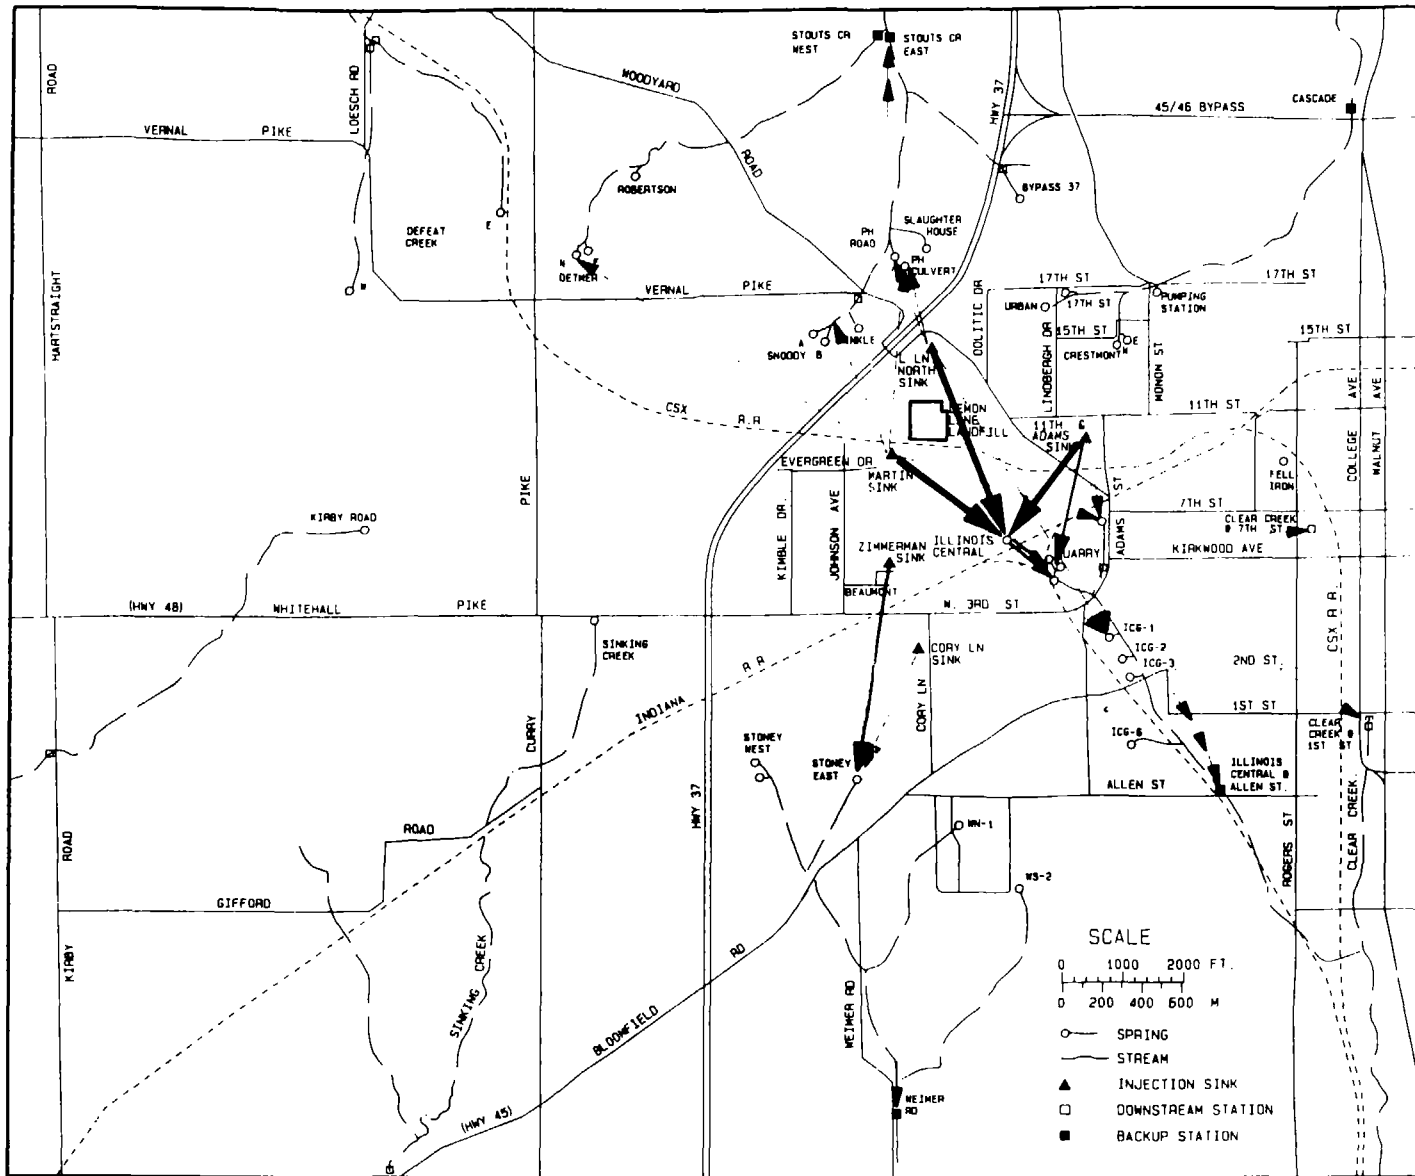 STOUTS CR
WEST
STOUTS CR
EAST
ROAD
LOESCH RD
WOODYARD
ROAD
HWY 37
45/46 BYPASS
CASCADE
VERNAL PIKE
ROBERTSON
BYPASS 37
DEFEAT
CREEK
E
W
PH
ROAD
SLAUGHTER
HOUSE
PH
CULVERT
DETMER
HARTSTRAIGHT
VERNAL PIKE
17TH ST
17TH ST
URBAN
17TH ST
PUMPING
STATION
OOLITIC DR
LINDBERGH DR
15TH ST
15TH ST
CRESTMONT
E
MONON ST
A
SNODDY B
L LN
NORTH
SINK
COLLEGE AVE
WALNUT AVE
CSX R.R
LEMON
LANE
LANDFILL
11TH ST
11TH
ADAMS
SINK
EVERGREEN DR
MARTIN
SINK
FELL
IRON
PIKE
KIRBY ROAD
KIMBLE DR.
JOHNSON AVE
7TH ST
CLEAR CREEK
@ 7TH ST
ADAMS ST
KIRKWOOD AVE
ZIMMERMAN
SINK
ILLINOIS
CENTRAL
BEAUMONT
(HWY 48) WHITEHALL PIKE
W. 3RD ST
CSX R.R
SINKING
CREEK
ICG-1
ICG-2
ICG-3
2ND ST.
CORY LN
SINK
CORY LN
INDIANA R.R
1ST ST
STONEY
WEST
STONEY
EAST
ICG-6
CLEAR
CREEK @
1ST ST
CURRY
HWY 37
ALLEN ST
ILLINOIS
CENTRAL @
ALLEN ST.
ROAD
ROAD
WS-2
ROGERS ST
CLEAR CREEK
GIFFORD
KIRBY
SINKING CREEK
BLOOMFIELD RD
(HWY 45)
WEIMER RD
WEIMER
RD
SCALE
0 1000 2000 FT.
0 200 400 600 M
SPRING
STREAM
INJECTION SINK
DOWNSTREAM STATION
BACKUP STATION